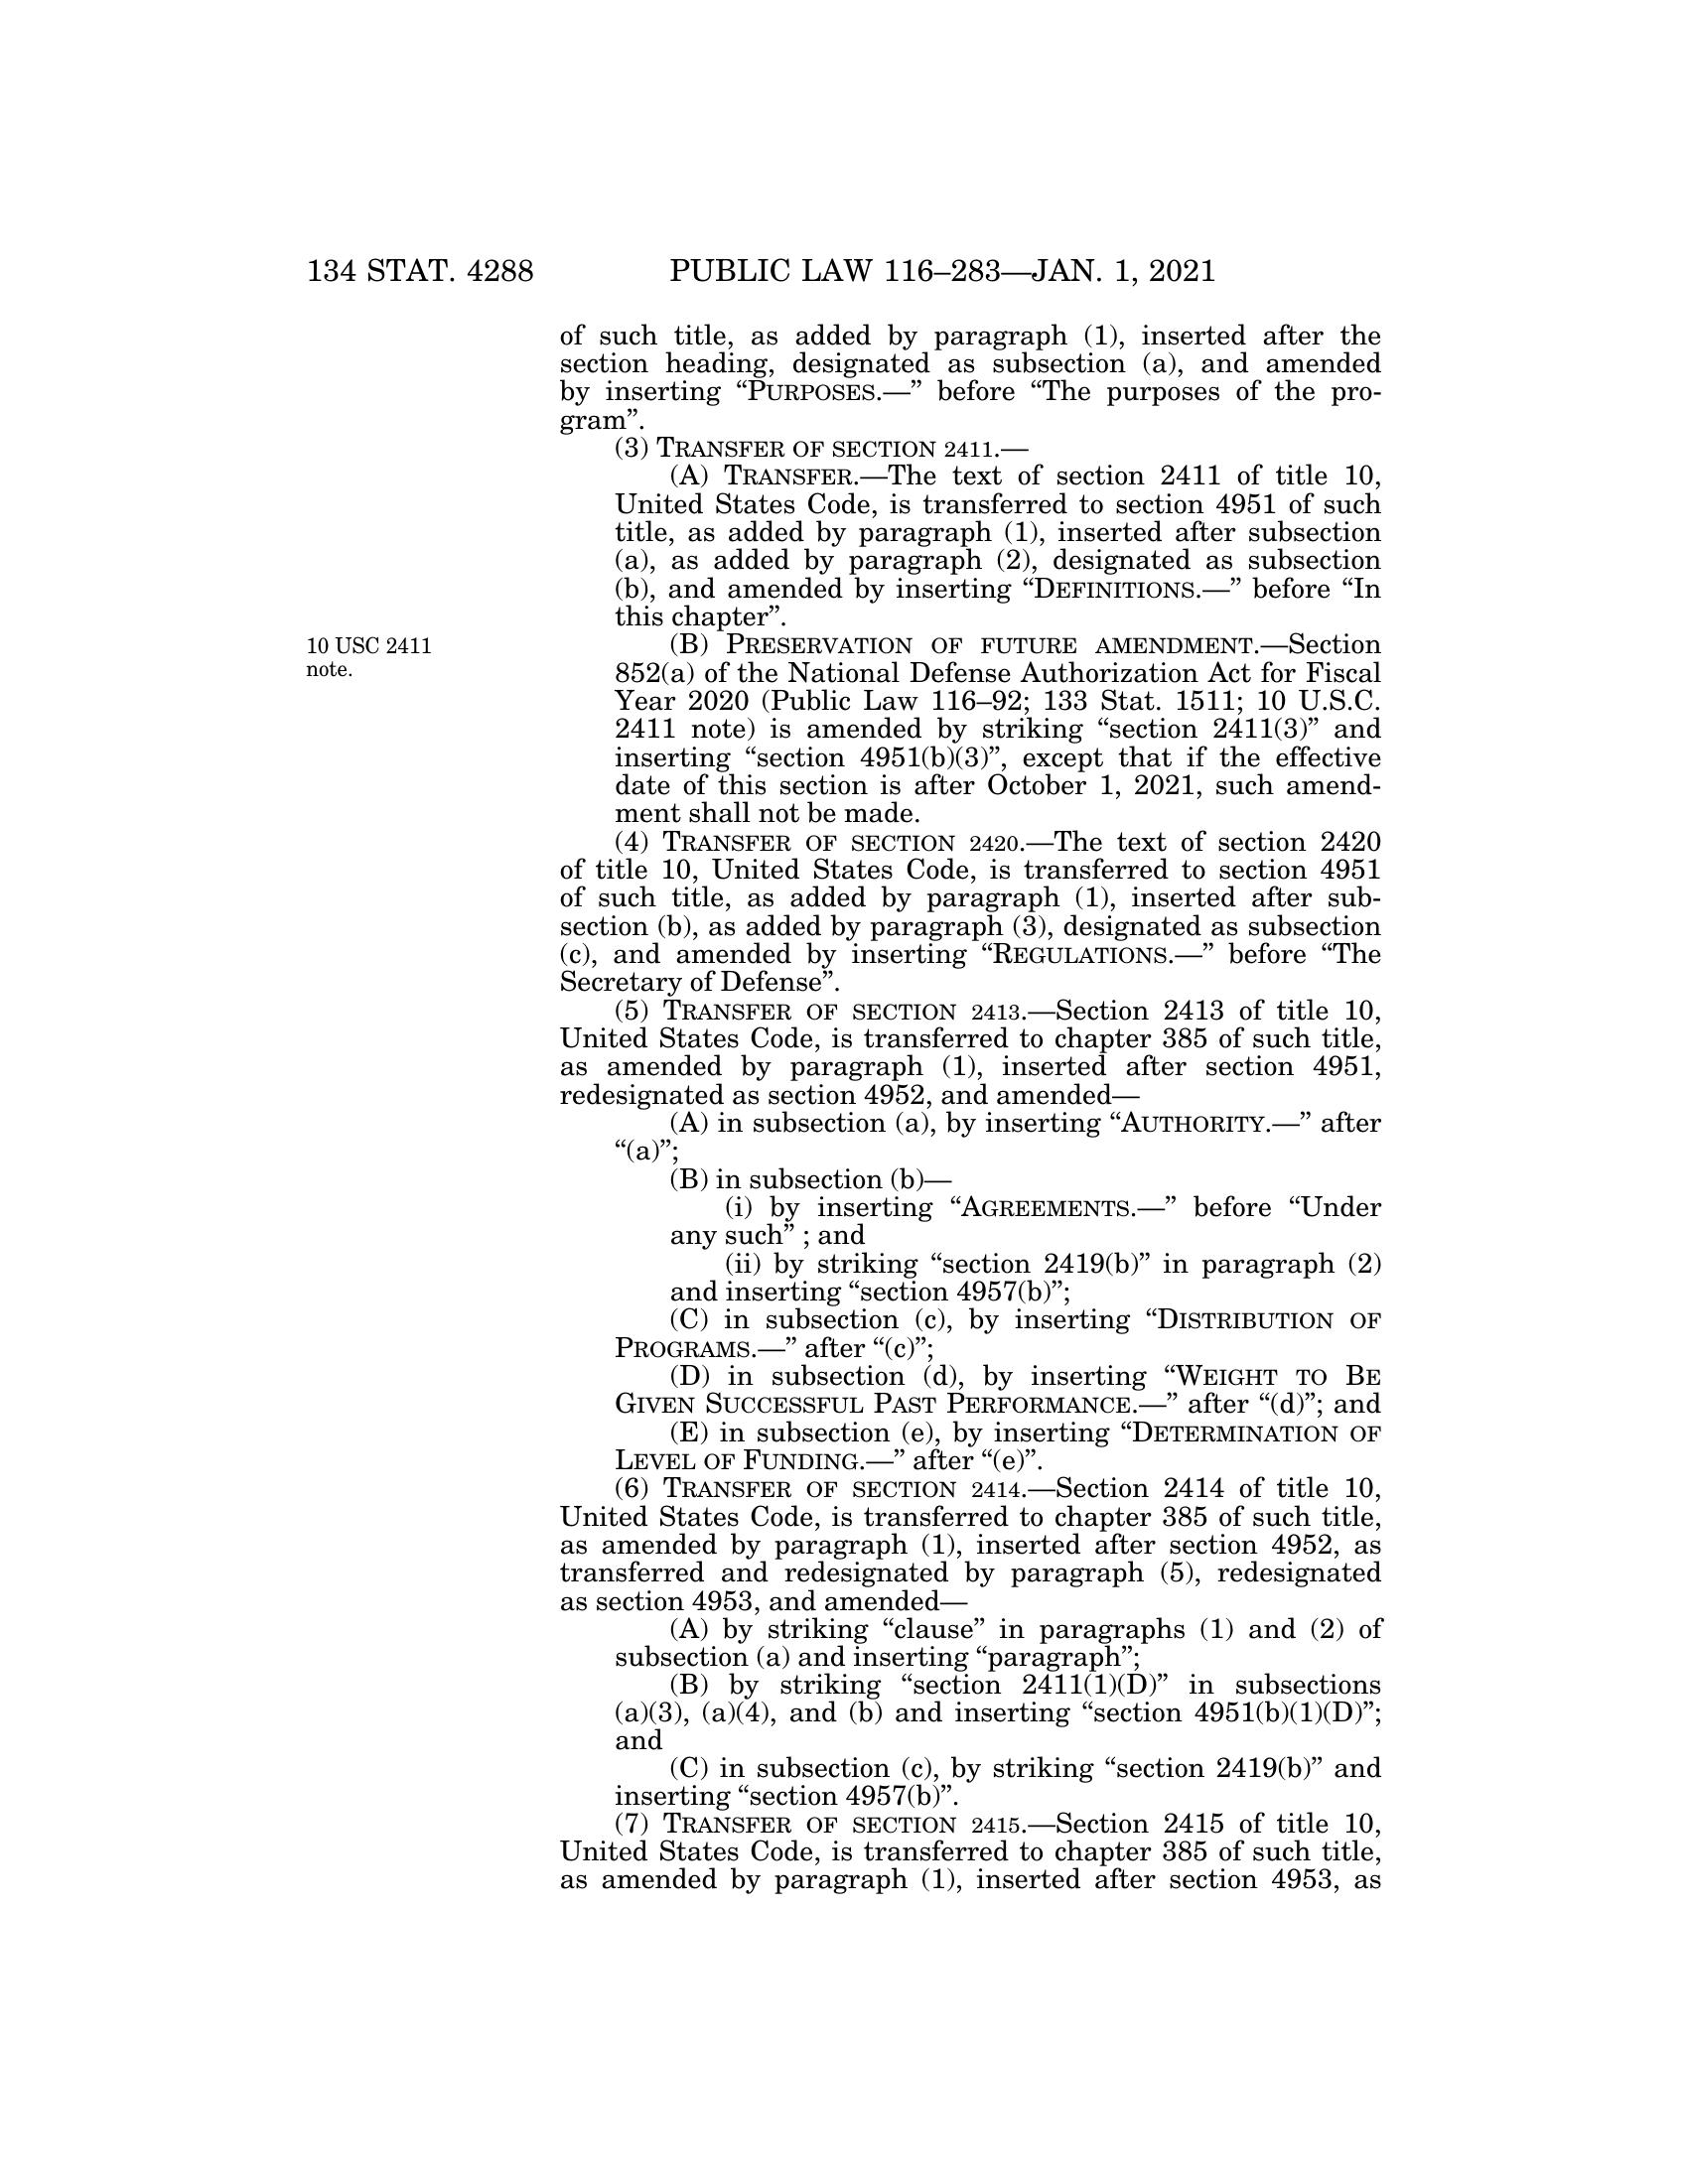 134 STAT. 4288 PUBLIC LAW 116–283—JAN. 1, 2021
of such title, as added by paragraph (1), inserted after the
section heading, designated as subsection (a), and amended
by inserting “PURPOSES.—” before “The purposes of the pro-
gram”.
(3) TRANSFER OF SECTION 2411.—
(A) TRANSFER.—The text of section 2411 of title 10,
United States Code, is transferred to section 4951 of such
title, as added by paragraph (1), inserted after subsection
(a), as added by paragraph (2), designated as subsection
(b), and amended by inserting “DEFINITIONS.—” before “In
this chapter”.
10 USC 2411
note.
(B) PRESERVATION OF FUTURE AMENDMENT.—Section
852(a) of the National Defense Authorization Act for Fiscal
Year 2020 (Public Law 116–92; 133 Stat. 1511; 10 U.S.C.
2411 note) is amended by striking “section 2411(3)” and
inserting “section 4951(b)(3)”, except that if the effective
date of this section is after October 1, 2021, such amend-
ment shall not be made.
(4) TRANSFER OF SECTION 2420.—The text of section 2420
of title 10, United States Code, is transferred to section 4951
of such title, as added by paragraph (1), inserted after sub-
section (b), as added by paragraph (3), designated as subsection
(c), and amended by inserting “REGULATIONS.—” before “The
Secretary of Defense”.
(5) TRANSFER OF SECTION 2413.—Section 2413 of title 10,
United States Code, is transferred to chapter 385 of such title,
as amended by paragraph (1), inserted after section 4951,
redesignated as section 4952, and amended—
(A) in subsection (a), by inserting “AUTHORITY.—” after
“(a)”;
(B) in subsection (b)—
(i) by inserting “AGREEMENTS.—” before “Under
any such” ; and
(ii) by striking “section 2419(b)” in paragraph (2)
and inserting “section 4957(b)”;
(C) in subsection (c), by inserting “DISTRIBUTION OF
PROGRAMS.—” after “(c)”;
(D) in subsection (d), by inserting “WEIGHT TO BE
GIVEN SUCCESSFUL PAST PERFORMANCE.—” after “(d)”; and
(E) in subsection (e), by inserting “DETERMINATION OF
LEVEL OF FUNDING.—” after “(e)”.
(6) TRANSFER OF SECTION 2414.—Section 2414 of title 10,
United States Code, is transferred to chapter 385 of such title,
as amended by paragraph (1), inserted after section 4952, as
transferred and redesignated by paragraph (5), redesignated
as section 4953, and amended—
(A) by striking “clause” in paragraphs (1) and (2) of
subsection (a) and inserting “paragraph”;
(B) by striking “section 2411(1)(D)” in subsections
(a)(3), (a)(4), and (b) and inserting “section 4951(b)(1)(D)”;
and
(C) in subsection (c), by striking “section 2419(b)” and
inserting “section 4957(b)”.
(7) TRANSFER OF SECTION 2415.—Section 2415 of title 10,
United States Code, is transferred to chapter 385 of such title,
as amended by paragraph (1), inserted after section 4953, as